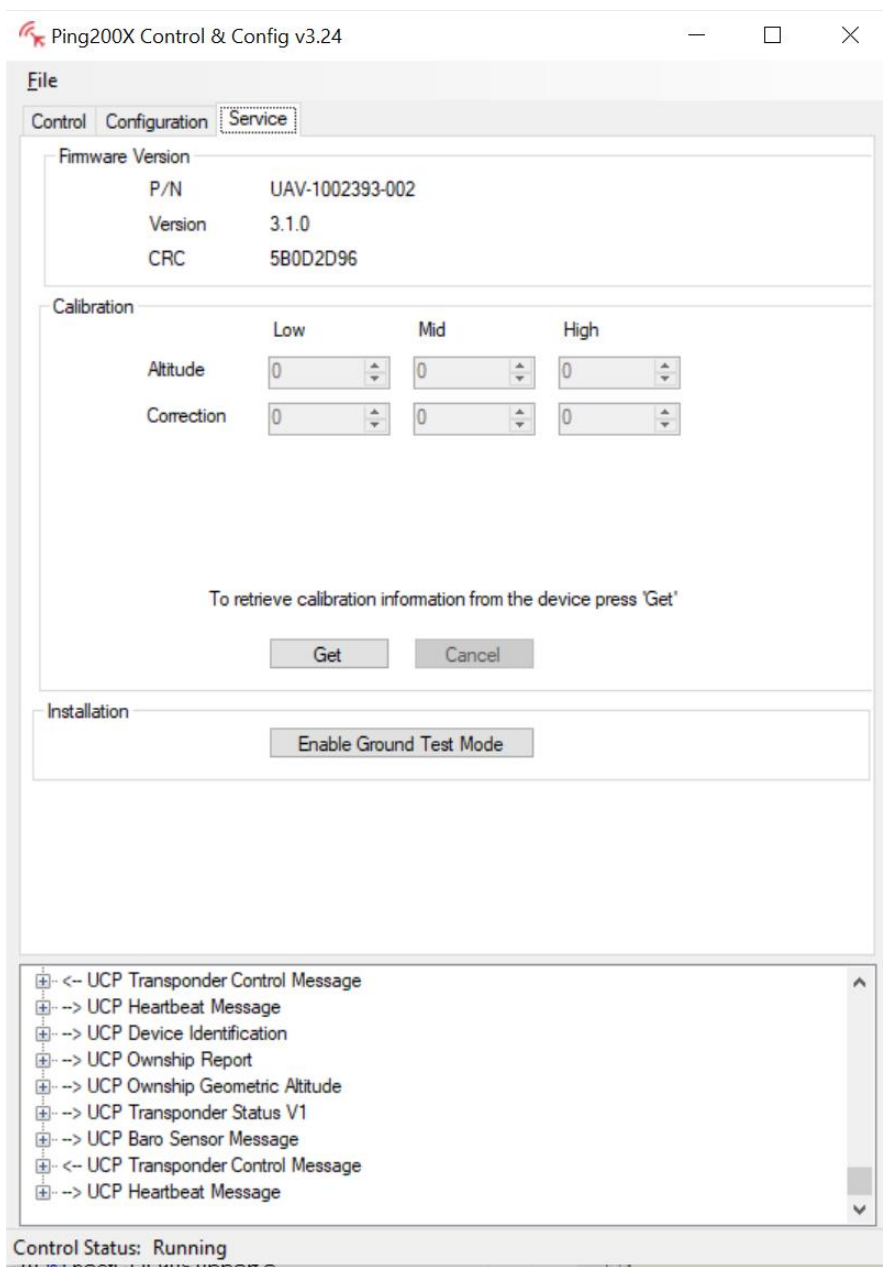 Ping200X Control & Config v3.24
File
Control Configuration Service
Firmware Version
P/N UAV-1002393-002
Version 3.1.0
CRC 5B0D2D96
Calibration
Low Mid High
Altitude 0 0 0
Correction 0 0 0
To retrieve calibration information from the device press 'Get'
Get Cancel
Installation
Enable Ground Test Mode
<-- UCP Transponder Control Message
--> UCP Heartbeat Message
--> UCP Device Identification
--> UCP Ownship Report
--> UCP Ownship Geometric Altitude
--> UCP Transponder Status V1
--> UCP Baro Sensor Message
<-- UCP Transponder Control Message
--> UCP Heartbeat Message
Control Status: Running